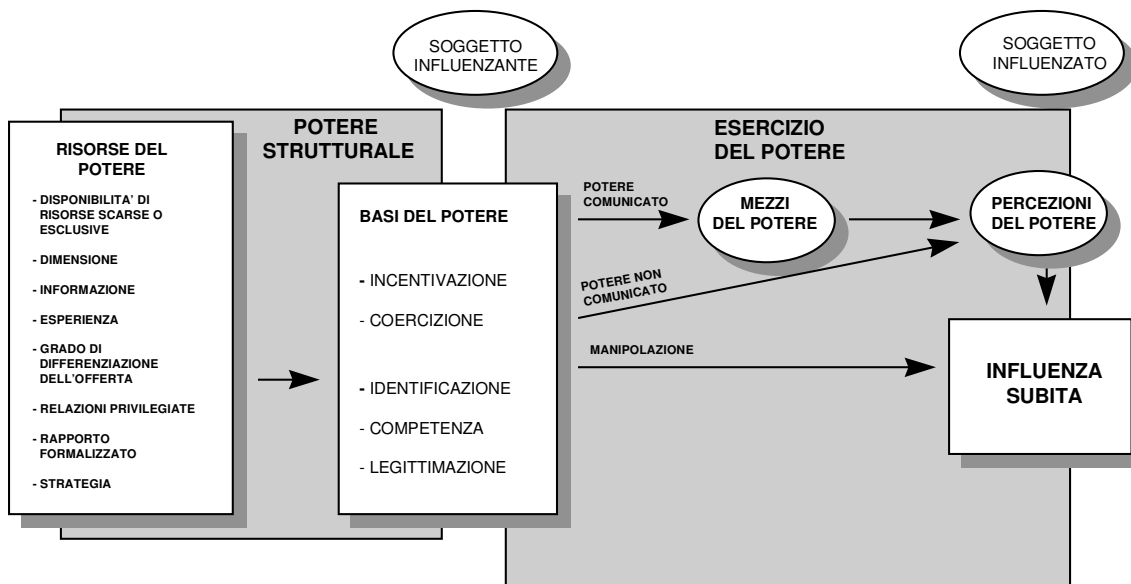 SOGGETTO
INFLUENZANTE
SOGGETTO
INFLUENZATO
POTERE
STRUTTURALE
ESERCIZIO
DEL POTERE
RISORSE DEL
POTERE
- DISPONIBILITA' DI
RISORSE SCARSE O
ESCLUSIVE
- DIMENSIONE
- INFORMAZIONE
- ESPERIENZA
- GRADO DI
DIFFERENZIAZIONE
DELL'OFFERTA
- RELAZIONI PRIVILEGIATE
- RAPPORTO
FORMALIZZATO
- STRATEGIA
BASI DEL POTERE
- INCENTIVAZIONE
- COERCIZIONE
- IDENTIFICAZIONE
- COMPETENZA
- LEGITTIMAZIONE
POTERE
COMUNICATO
MEZZI
DEL POTERE
PERCEZIONI
DEL POTERE
POTERE NON
COMUNICATO
MANIPOLAZIONE
INFLUENZA
SUBITA